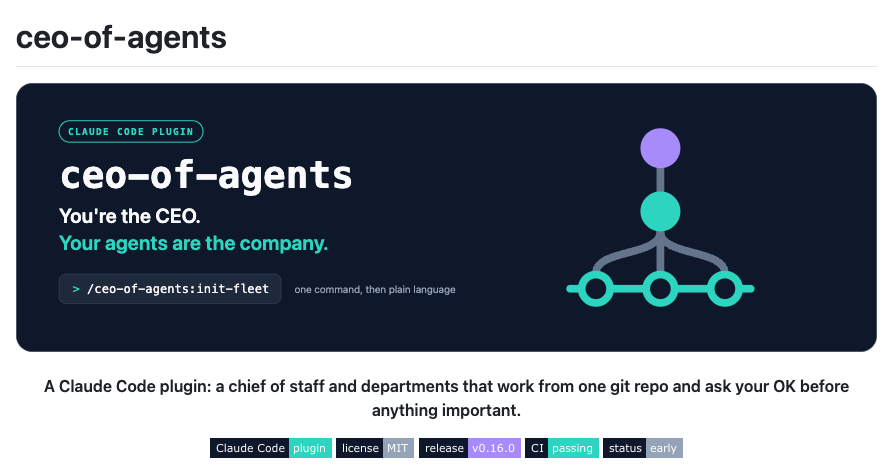 ceo-of-agents
CLAUDE CODE PLUGIN
ceo-of-agents
You're the CEO.
Your agents are the company.
> /ceo-of-agents:init-fleet one command, then plain language
A Claude Code plugin: a chief of staff and departments that work from one git repo and ask your OK before
anything important.
Claude Code plugin license MIT release v0.16.0 CI passing status early